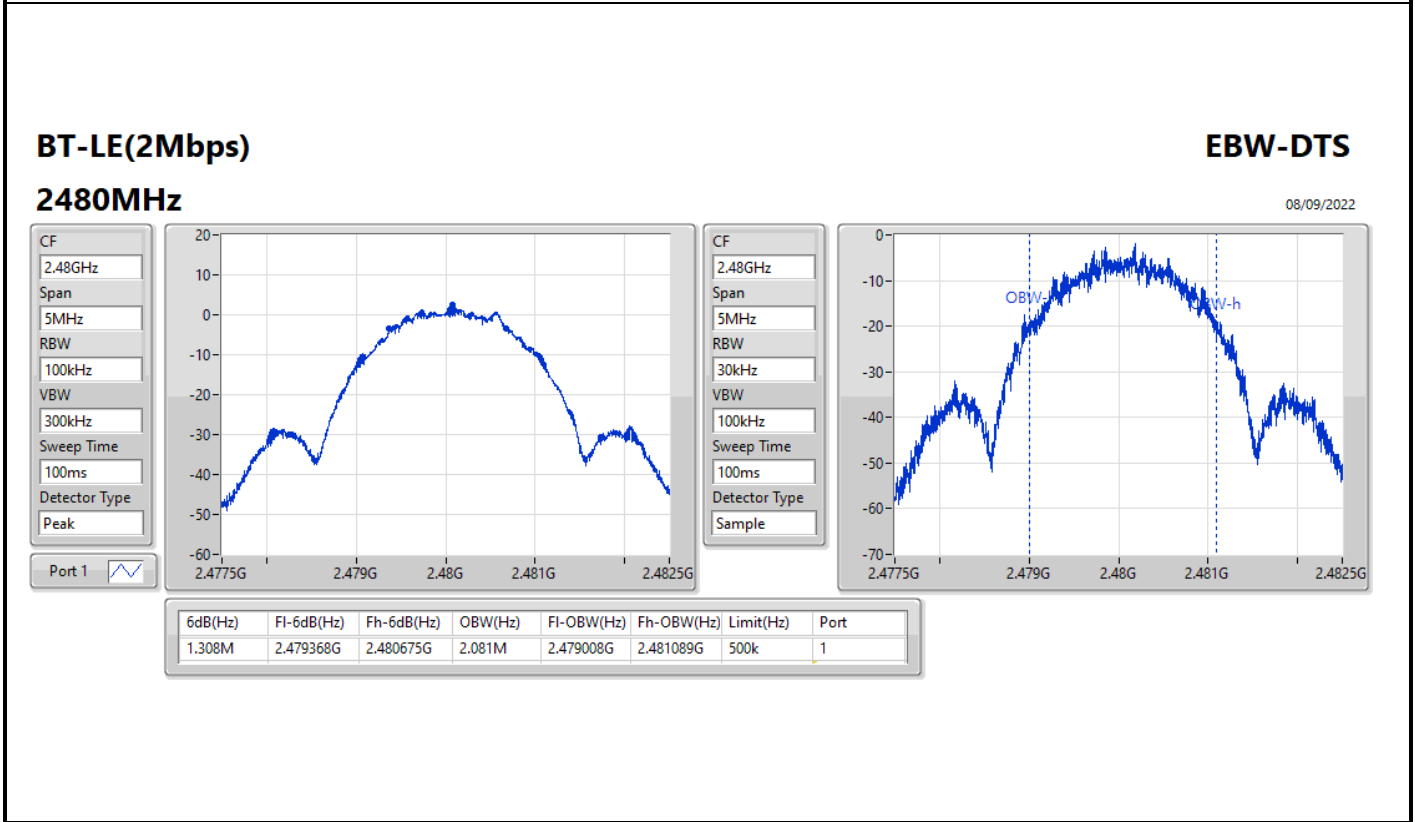 BT-LE(2Mbps)
EBW-DTS
2480MHz
08/09/2022
CF
2.48GHz
Span
5MHz
RBW
100kHz
VBW
300kHz
Sweep Time
100ms
Detector Type
Peak
Port 1
20
10
0
-10
-20
-30
-40
-50
-60
2.4775G 2.479G 2.48G 2.481G 2.4825G
CF
2.48GHz
Span
5MHz
RBW
30kHz
VBW
100kHz
Sweep Time
100ms
Detector Type
Sample
0
-10
-20
-30
-40
-50
-60
-70
OBW-h
2.4775G 2.479G 2.48G 2.481G 2.4825G
6dB(Hz) Fl-6dB(Hz) Fh-6dB(Hz) OBW(Hz) Fl-OBW(Hz) Fh-OBW(Hz) Limit(Hz) Port
1.308M 2.479368G 2.480675G 2.081M 2.479008G 2.481089G 500k 1